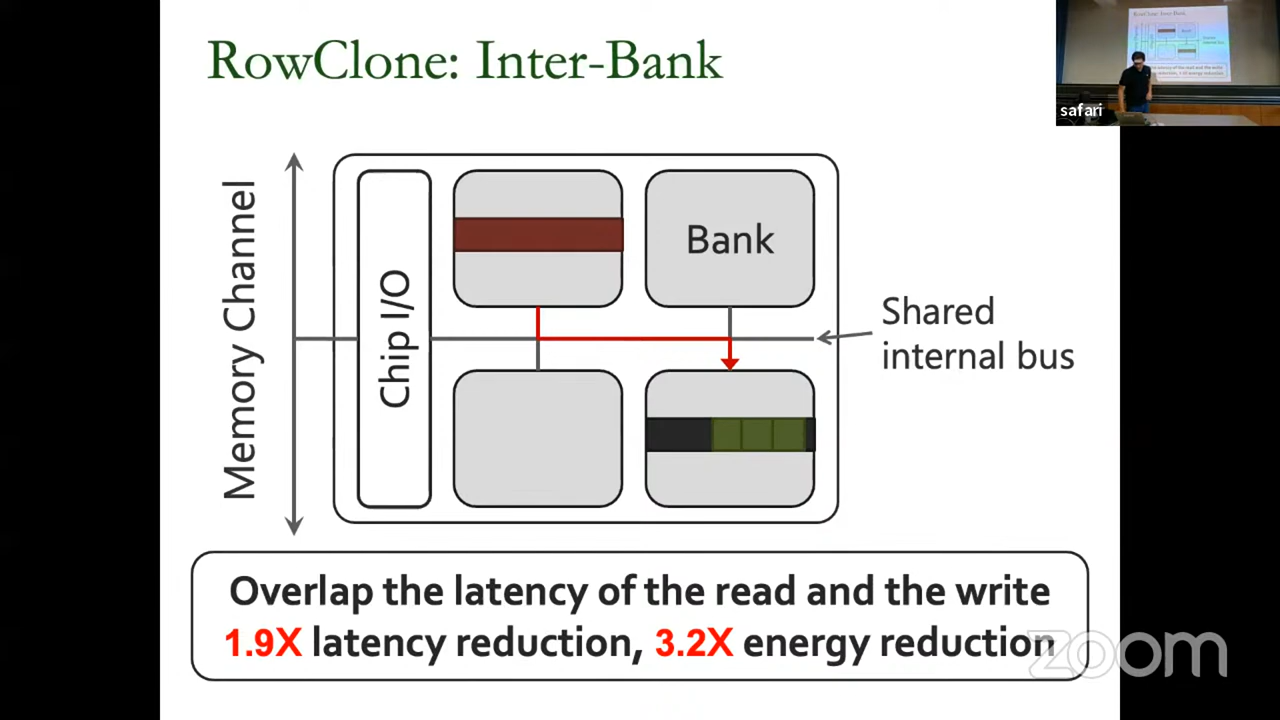 RowClone: Inter-Bank
safari
Memory Channel
Chip I/O
Bank
Shared
internal bus
Overlap the latency of the read and the write
1.9X latency reduction, 3.2X energy reduction
zoom